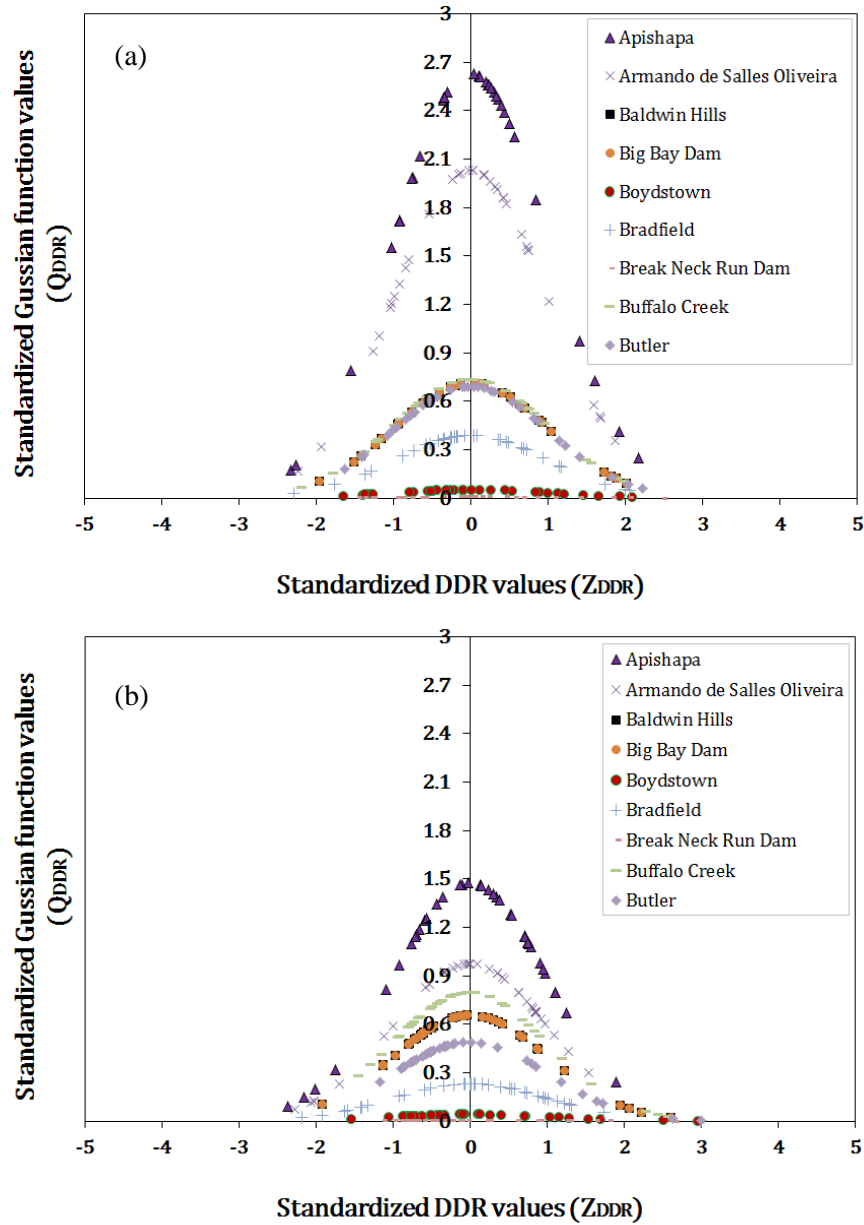 (a)
Standardized Gussian function values
(QDDR)
3
2.7
2.4
2.1
1.8
1.5
1.2
0.9
0.6
0.3
0
-5 -4 -3 -2 -1 0 1 2 3 4 5
Standardized DDR values (ZDDR)
Apishapa
Armando de Salles Oliveira
Baldwin Hills
Big Bay Dam
Boydstown
Bradfield
Break Neck Run Dam
Buffalo Creek
Butler
(b)
Standardized Gussian function values
(QDDR)
3
2.7
2.4
2.1
1.8
1.5
1.2
0.9
0.6
0.3
0
-5 -4 -3 -2 -1 0 1 2 3 4 5
Standardized DDR values (ZDDR)
Apishapa
Armando de Salles Oliveira
Baldwin Hills
Big Bay Dam
Boydstown
Bradfield
Break Neck Run Dam
Buffalo Creek
Butler